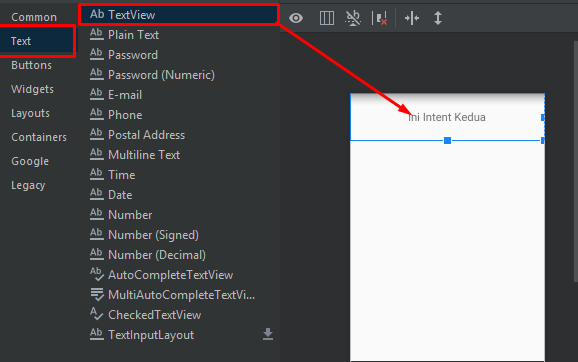 Common
Text
Buttons
Widgets
Layouts
Containers
Google
Legacy
Ab TextView
Ab Plain Text
Ab Password
Ab Password (Numeric)
Ab E-mail
Ab Phone
Ab Postal Address
Ab Multiline Text
Ab Time
Ab Date
Ab Number
Ab Number (Signed)
Ab Number (Decimal)
Ab AutoCompleteTextView
MultiAutoCompleteTextVi...
A CheckedTextView
Ab TextInputLayout
Ini Intent Kedua